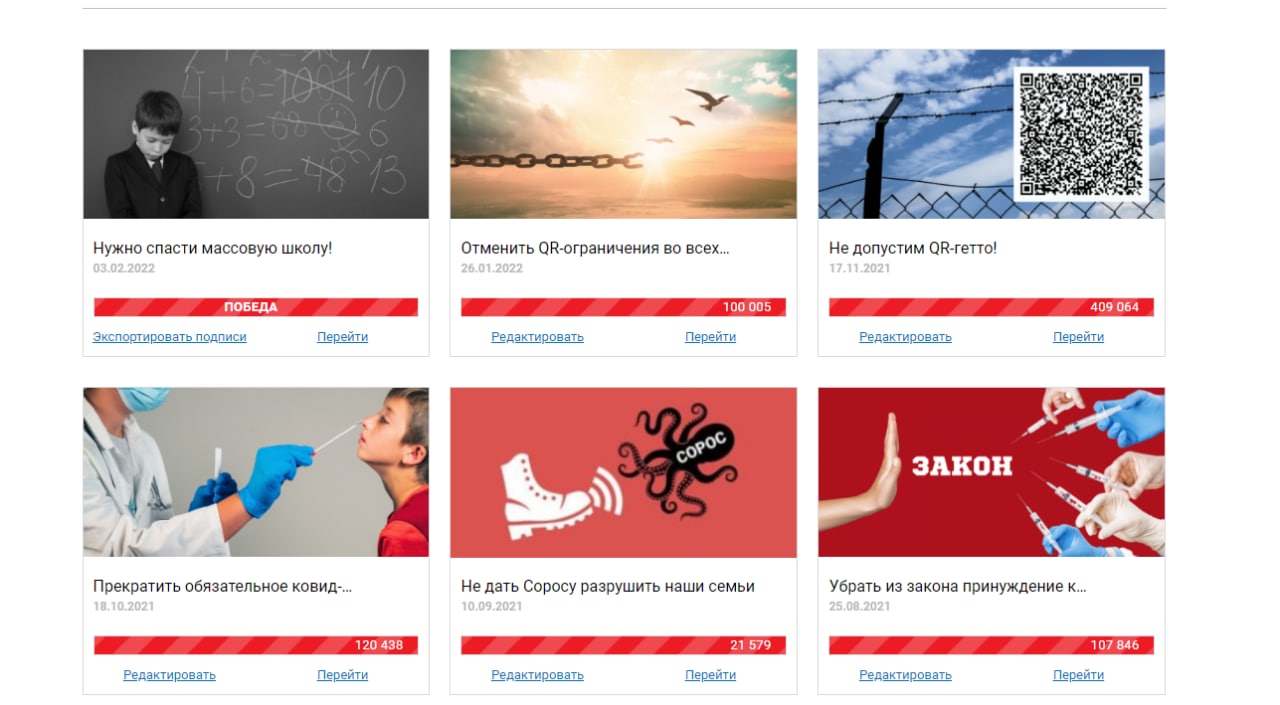 4+6=1001 10
3+3=68 6
+8=48 13
Нужно спасти массовую школу!
03.02.2022
ПОБЕДА
Экспортировать подписи Перейти
Отменить QR-ограничения во всех…
26.01.2022
100 005
Редактировать Перейти
Не допустим QR-гетто!
17.11.2021
409 064
Редактировать Перейти
Прекратить обязательное ковид-…
18.10.2021
120 438
Редактировать Перейти
СОРОС
Не дать Соросу разрушить наши семьи
10.09.2021
21 579
Редактировать Перейти
ЗАКОН
Убрать из закона принуждение к…
25.08.2021
107 846
Редактировать Перейти